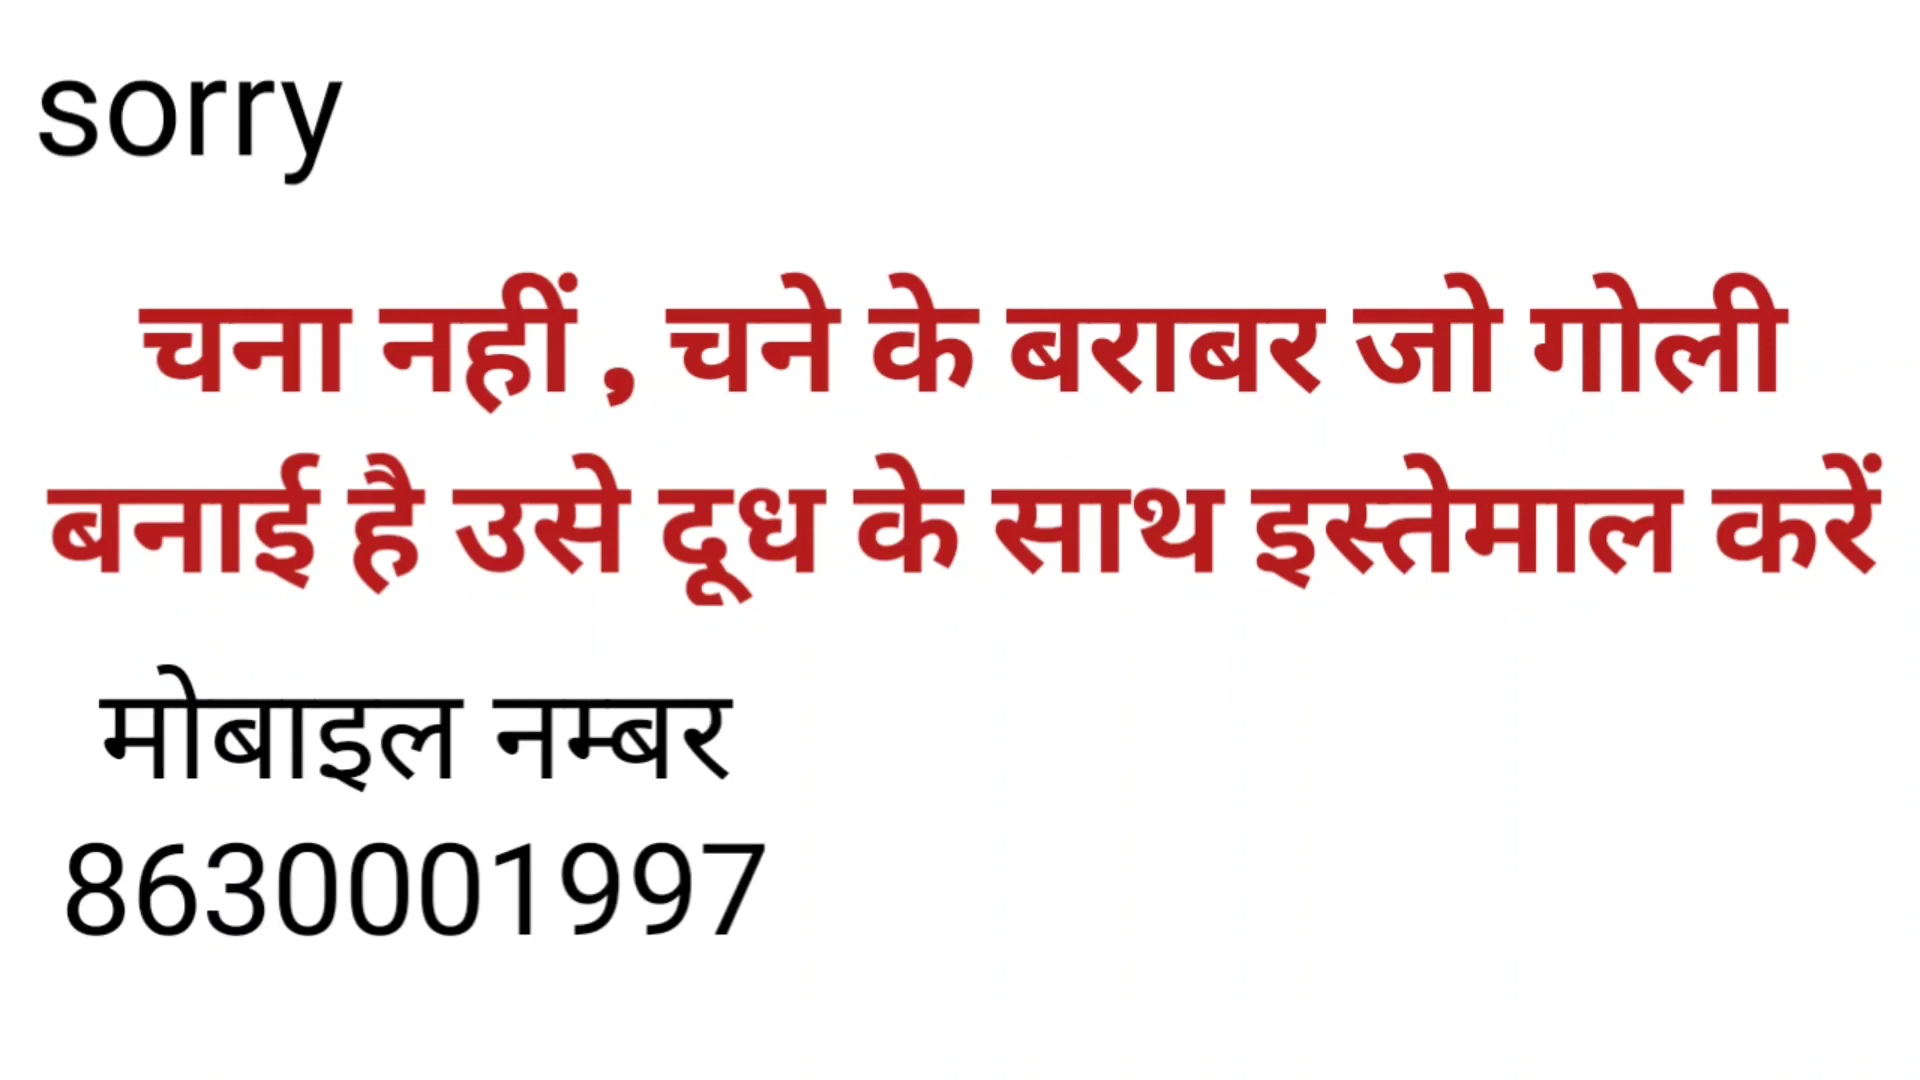 sorry
चना नहीं , चने के बराबर जो गोली
बनाई है उसे दूध के साथ इस्तेमाल करें
मोबाइल नम्बर
8630001997